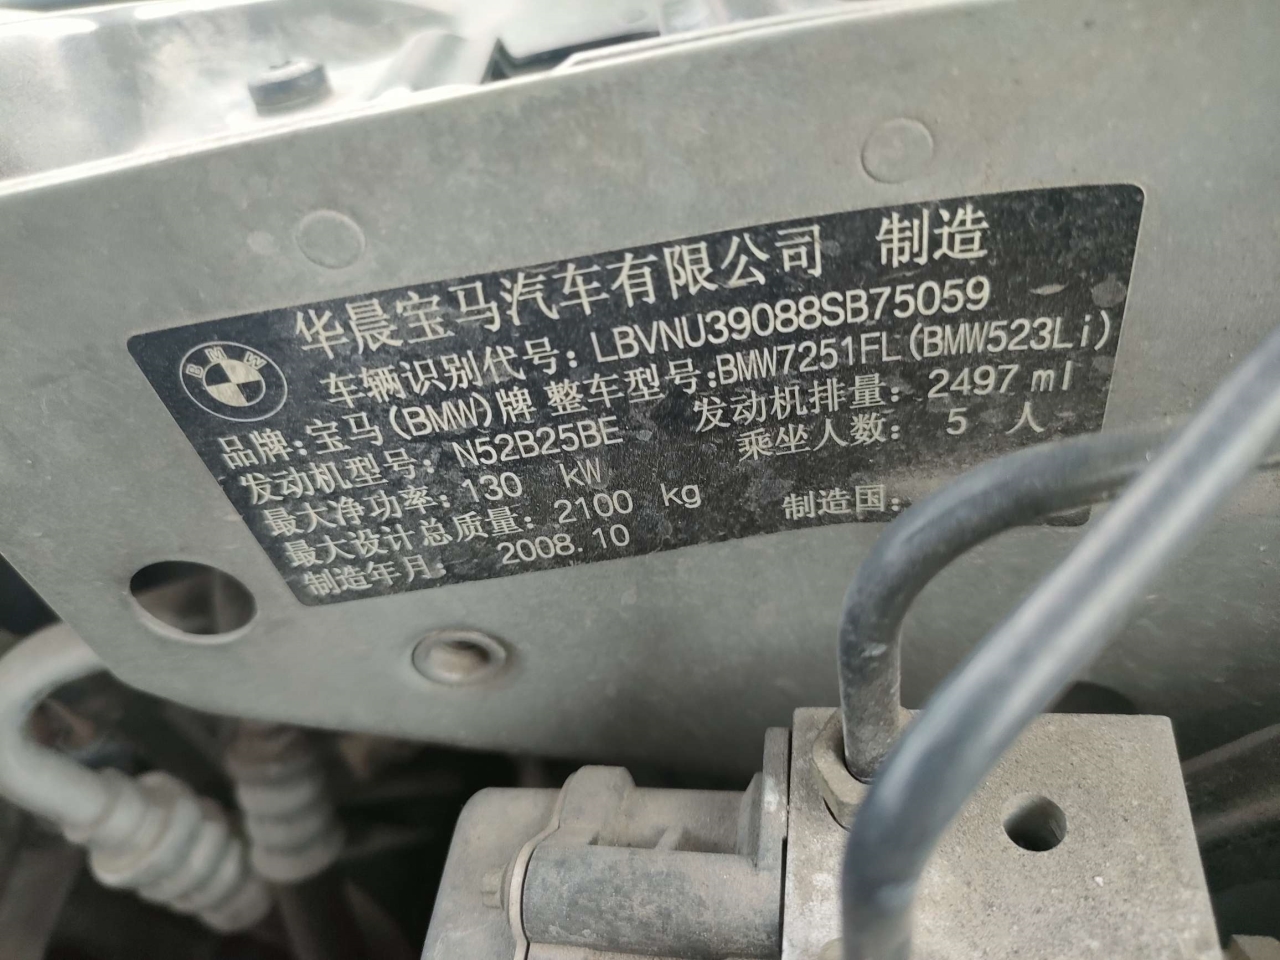 华晨宝马汽车有限公司 制造
车辆识别代号：LBVNU39088SB75059
品牌：宝马(BMW)牌 整车型号：BMW7251FL(BMW523Li)
发动机型号：N52B25BE 发动机排量：2497 ml
最大净功率：130 kW 乘坐人数：5 人
最大设计总质量：2100 kg 制造国：
制造年月：2008.10
BMW